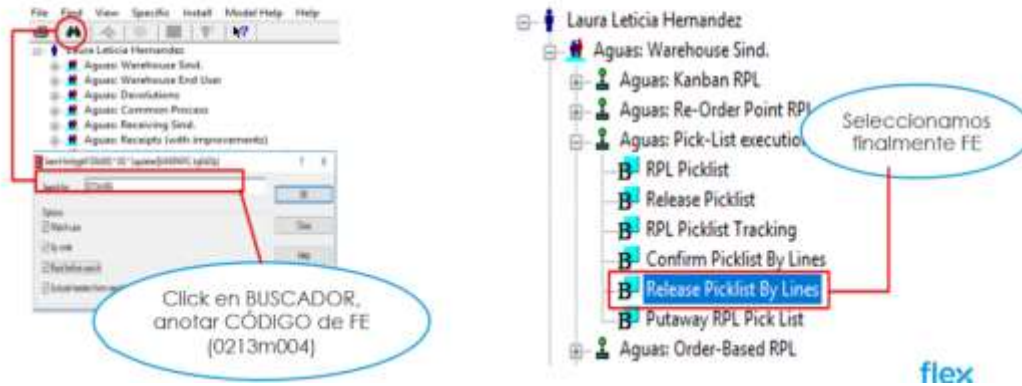 File Find View Specific Install Model Help Help
Laura Leticia Hernandez
Aguas: Warehouse Sind.
Aguas: Warehouse End User
Aguas: Devolutions
Aguas: Common Process
Aguas: Receiving Sind.
Aguas: Receipts (with improvements)
Click en BUSCADOR,
anotar CÓDIGO de FE
(0213m004)
Laura Leticia Hernandez
Aguas: Warehouse Sind.
Aguas: Kanban RPL
Aguas: Re-Order Point RPL
Aguas: Pick-List execution
RPL Picklist
Release Picklist
RPL Picklist Tracking
Confirm Picklist By Lines
Release Picklist By Lines
Putaway RPL Pick List
Aguas: Order-Based RPL
Seleccionamos
finalmente FE
flex